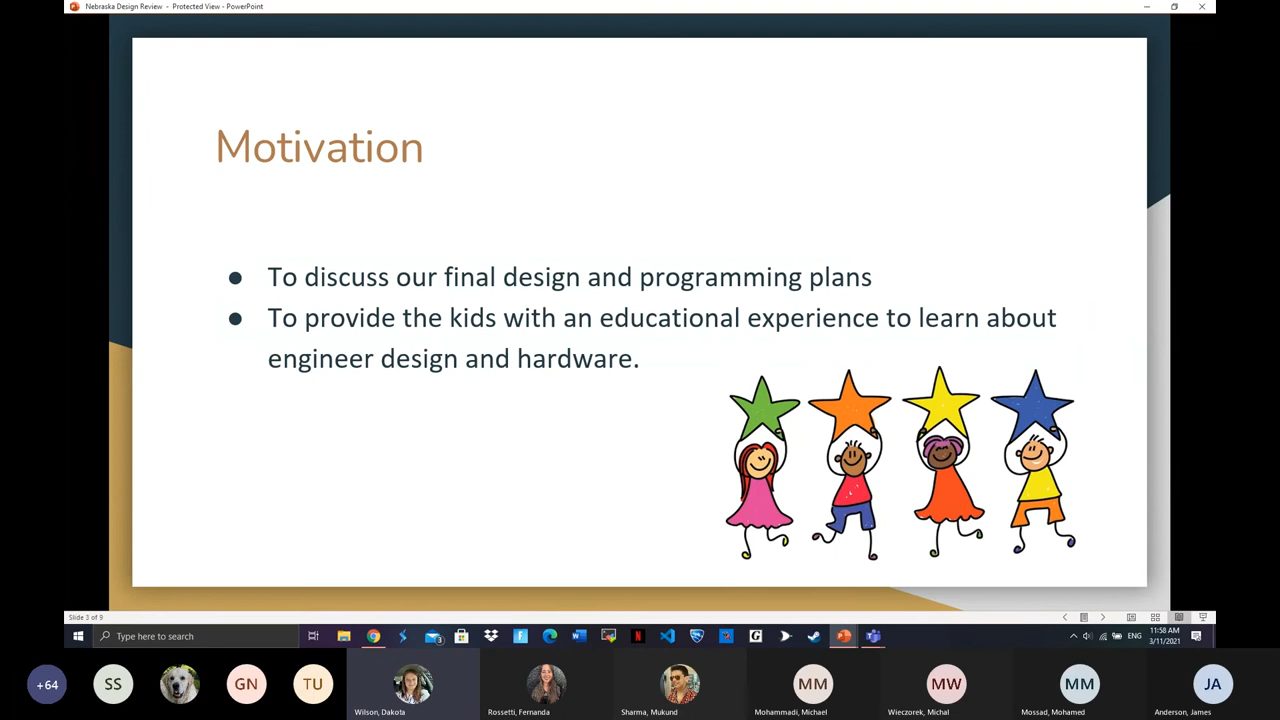 Nebraska Design Review - Protected View - PowerPoint
Motivation
● To discuss our final design and programming plans
● To provide the kids with an educational experience to learn about
engineer design and hardware.
Slide 3 of 9
Type here to search
3
ENG
11:58 AM
3/11/2021
+64
SS
GN
TU
MM
MW
MM
JA
Wilson, Dakota
Rossetti, Fernanda
Sharma, Mukund
Mohammadi, Michael
Wieczorek, Michal
Mossad, Mohamed
Anderson, James